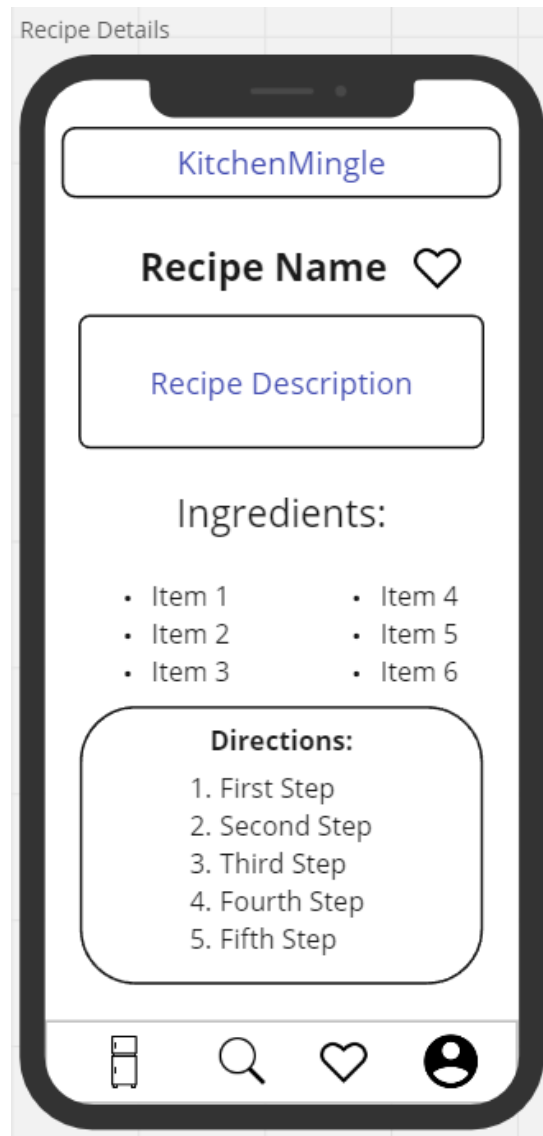 Recipe Details
KitchenMingle
Recipe Name
Recipe Description
Ingredients:
• Item 1
• Item 2
• Item 3
• Item 4
• Item 5
• Item 6
Directions:
1. First Step
2. Second Step
3. Third Step
4. Fourth Step
5. Fifth Step